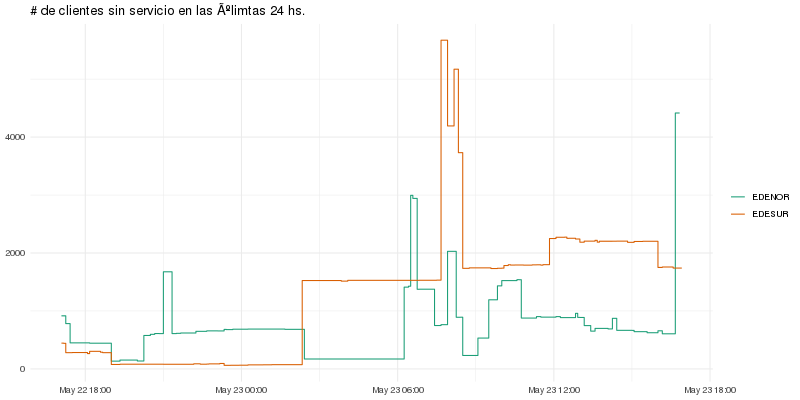 # de clientes sin servicio en las Ãºlimtas 24 hs.
4000
2000
0
May 22 18:00
May 23 00:00
May 23 06:00
May 23 12:00
May 23 18:00
EDENOR
EDESUR